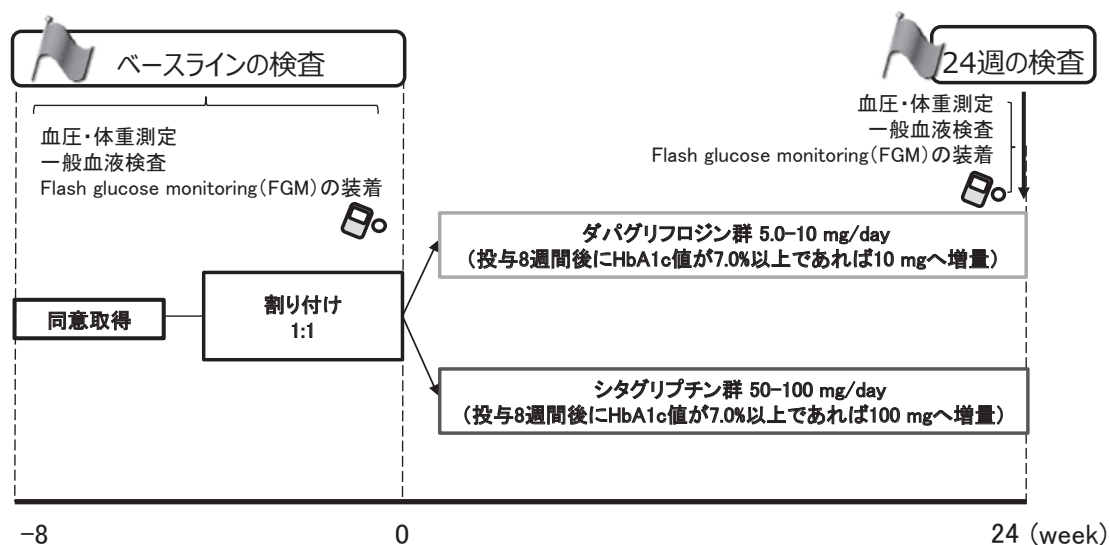 ベースラインの検査
24週の検査
血圧・体重測定
一般血液検査
Flash glucose monitoring(FGM)の装着
血圧・体重測定
一般血液検査
Flash glucose monitoring(FGM)の装着
ダパグリフロジン群 5.0-10 mg/day
（投与8週間後にHbA1c値が7.0%以上であれば10 mgへ増量）
同意取得
割り付け
1:1
シタグリプチン群 50-100 mg/day
（投与8週間後にHbA1c値が7.0%以上であれば100 mgへ増量）
-8
0
24 (week)